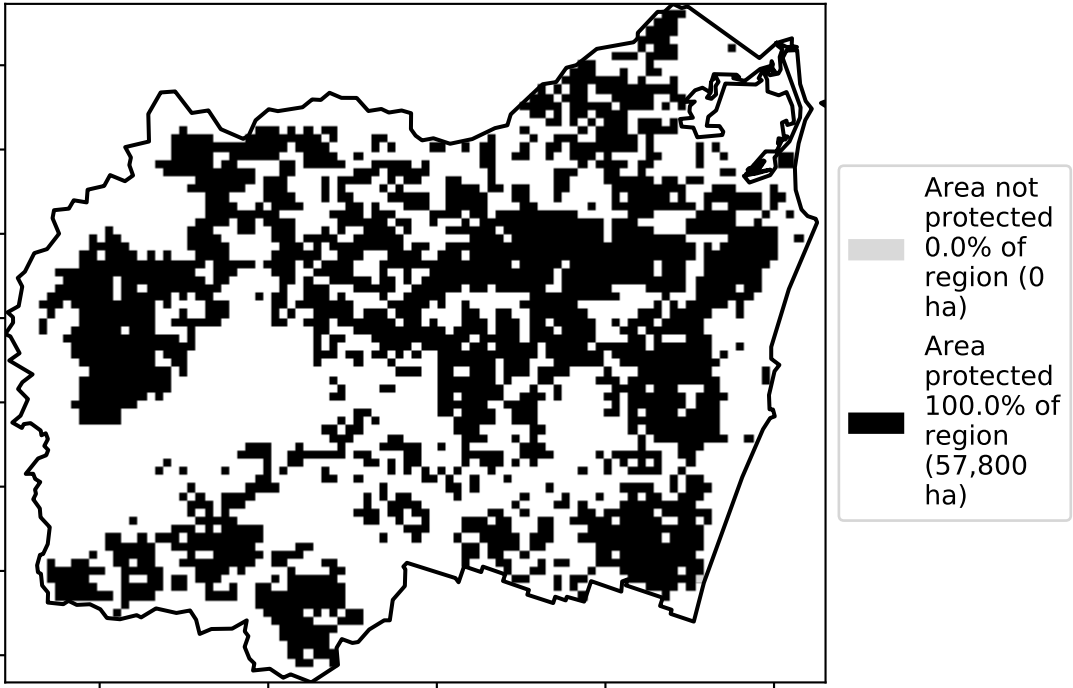 Area not
protected
0.0% of
region (0
ha)
Area
protected
100.0% of
region
(57,800
ha)